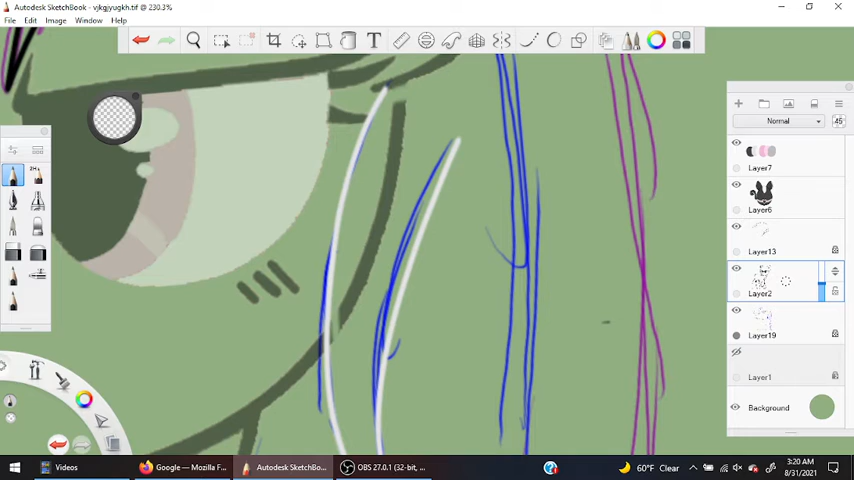 Autodesk SketchBook - vjkgjyugkh.tif @ 230.3%
File Edit Image Window Help
T
Normal 45
Layer7
Layer6
Layer13
2H
Layer2
Layer19
Layer1
Background
Videos Google — Mozilla F... Autodesk SketchBo... OBS 27.0.1 (32-bit, ... 60°F Clear 3:20 AM
8/31/2021